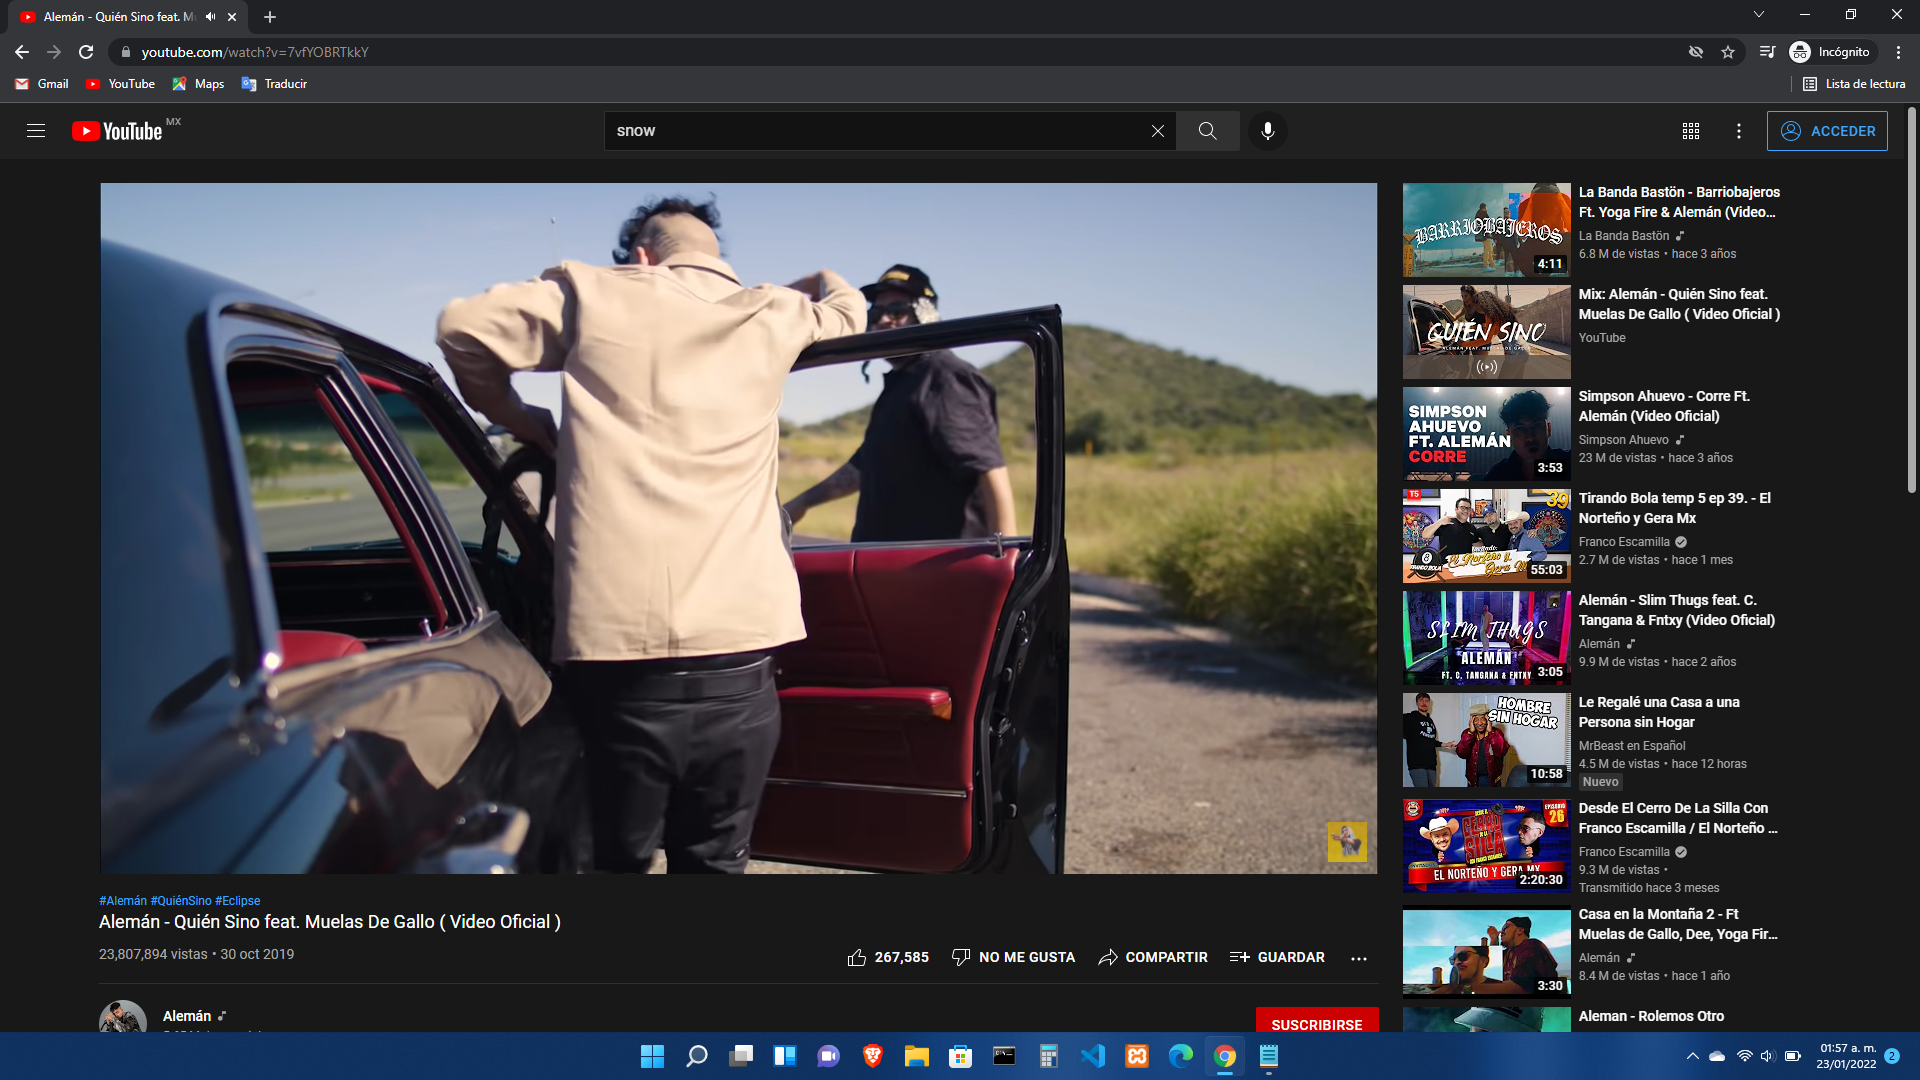 Alemán - Quién Sino feat. M
youtube.com/watch?v=7vfYOBRTkkY
Incógnito
Gmail
YouTube
Maps
Traducir
Lista de lectura
YouTube MX
snow
ACCEDER
#Alemán #QuiénSino #Eclipse
Alemán - Quién Sino feat. Muelas De Gallo ( Video Oficial )
23,807,894 vistas • 30 oct 2019
267,585
NO ME GUSTA
COMPARTIR
GUARDAR
Alemán
SUSCRIBIRSE
BARRIOBAJEROS
4:11
La Banda Bastön - Barriobajeros
Ft. Yoga Fire & Alemán (Video...
La Banda Bastön
6.8 M de vistas • hace 3 años
QUIÉN SINO
Mix: Alemán - Quién Sino feat.
Muelas De Gallo ( Video Oficial )
YouTube
SIMPSON
AHUEVO
FT. ALEMÁN
CORRE
3:53
Simpson Ahuevo - Corre Ft.
Alemán (Video Oficial)
Simpson Ahuevo
23 M de vistas • hace 3 años
T5
39
55:03
Tirando Bola temp 5 ep 39. - El
Norteño y Gera Mx
Franco Escamilla
2.7 M de vistas • hace 1 mes
SLIM THUGS
ALEMÁN
FT. C. TANGANA & FNTXY
3:05
Alemán - Slim Thugs feat. C.
Tangana & Fntxy (Video Oficial)
Alemán
9.9 M de vistas • hace 2 años
HOMBRE
SIN HOGAR
10:58
Le Regalé una Casa a una
Persona sin Hogar
MrBeast en Español
4.5 M de vistas • hace 12 horas
Nuevo
EPISODIO
26
CERRO
SILLA
EL NORTEÑO Y GERA MX
2:20:30
Desde El Cerro De La Silla Con
Franco Escamilla / El Norteño ...
Franco Escamilla
9.3 M de vistas •
Transmitido hace 3 meses
3:30
Casa en la Montaña 2 - Ft
Muelas de Gallo, Dee, Yoga Fir...
Alemán
8.4 M de vistas • hace 1 año
Aleman - Rolemos Otro
01:57 a. m.
23/01/2022
2